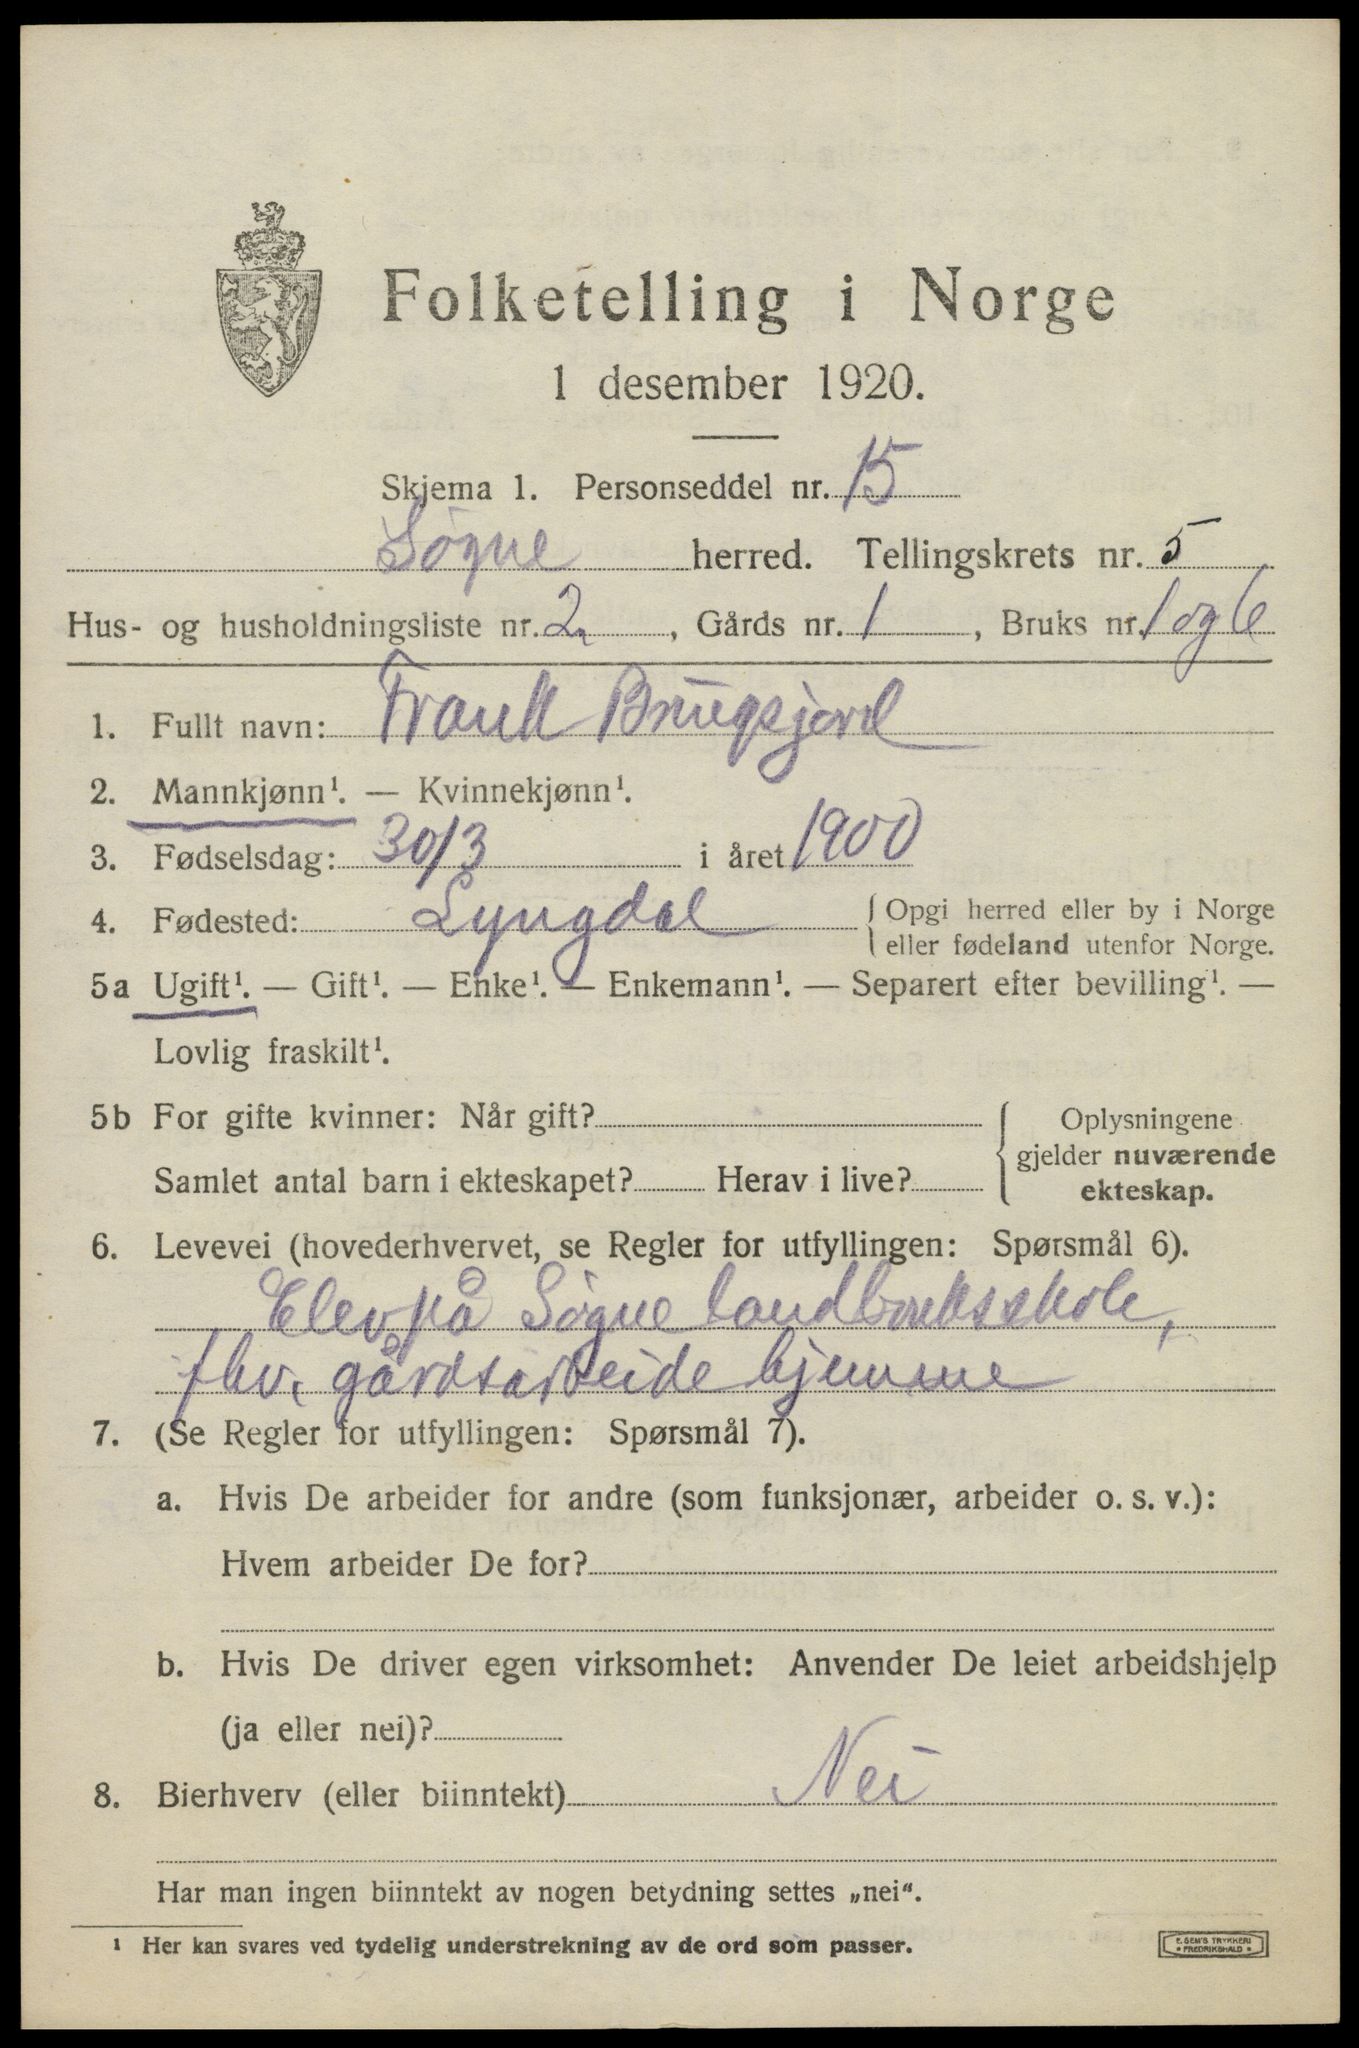 Folketelling i Norge
1 desember 1920.
Skjema 1. Personseddel nr. 15
Søgne herred. Tellingskrets nr. 5
Hus- og husholdningsliste nr. 2, Gårds nr. 1, Bruks nr. 1 og 6
1. Fullt navn: Frank
2. Mannkjønn¹. — Kvinnekjønn¹.
3. Fødselsdag: 30/3 i året 1900
4. Fødested: Lyngdal { Opgi herred eller by i Norge
eller fødeland utenfor Norge.
5a Ugift¹. — Gift¹. — Enke¹. — Enkemann¹. — Separert efter bevilling¹. —
Lovlig fraskilt¹.
5b For gifte kvinner: Når gift?
Samlet antal barn i ekteskapet? Herav i live?
Oplysningene
gjelder nuværende
ekteskap.
6. Levevei (hovederhvervet, se Regler for utfyllingen: Spørsmål 6).
Elev på Søgne landbruksskole,
fhv. gårdsarbeide hjemme
7. (Se Regler for utfyllingen: Spørsmål 7).
a. Hvis De arbeider for andre (som funksjonær, arbeider o. s. v.):
Hvem arbeider De for?
b. Hvis De driver egen virksomhet: Anvender De leiet arbeidshjelp
(ja eller nei)?
8. Bierhverv (eller biinntekt) Nei
Har man ingen biinntekt av nogen betydning settes „nei“.
¹ Her kan svares ved tydelig understrekning av de ord som passer.
E. SEM'S TRYKKERI
• FREDRIKSHALD •